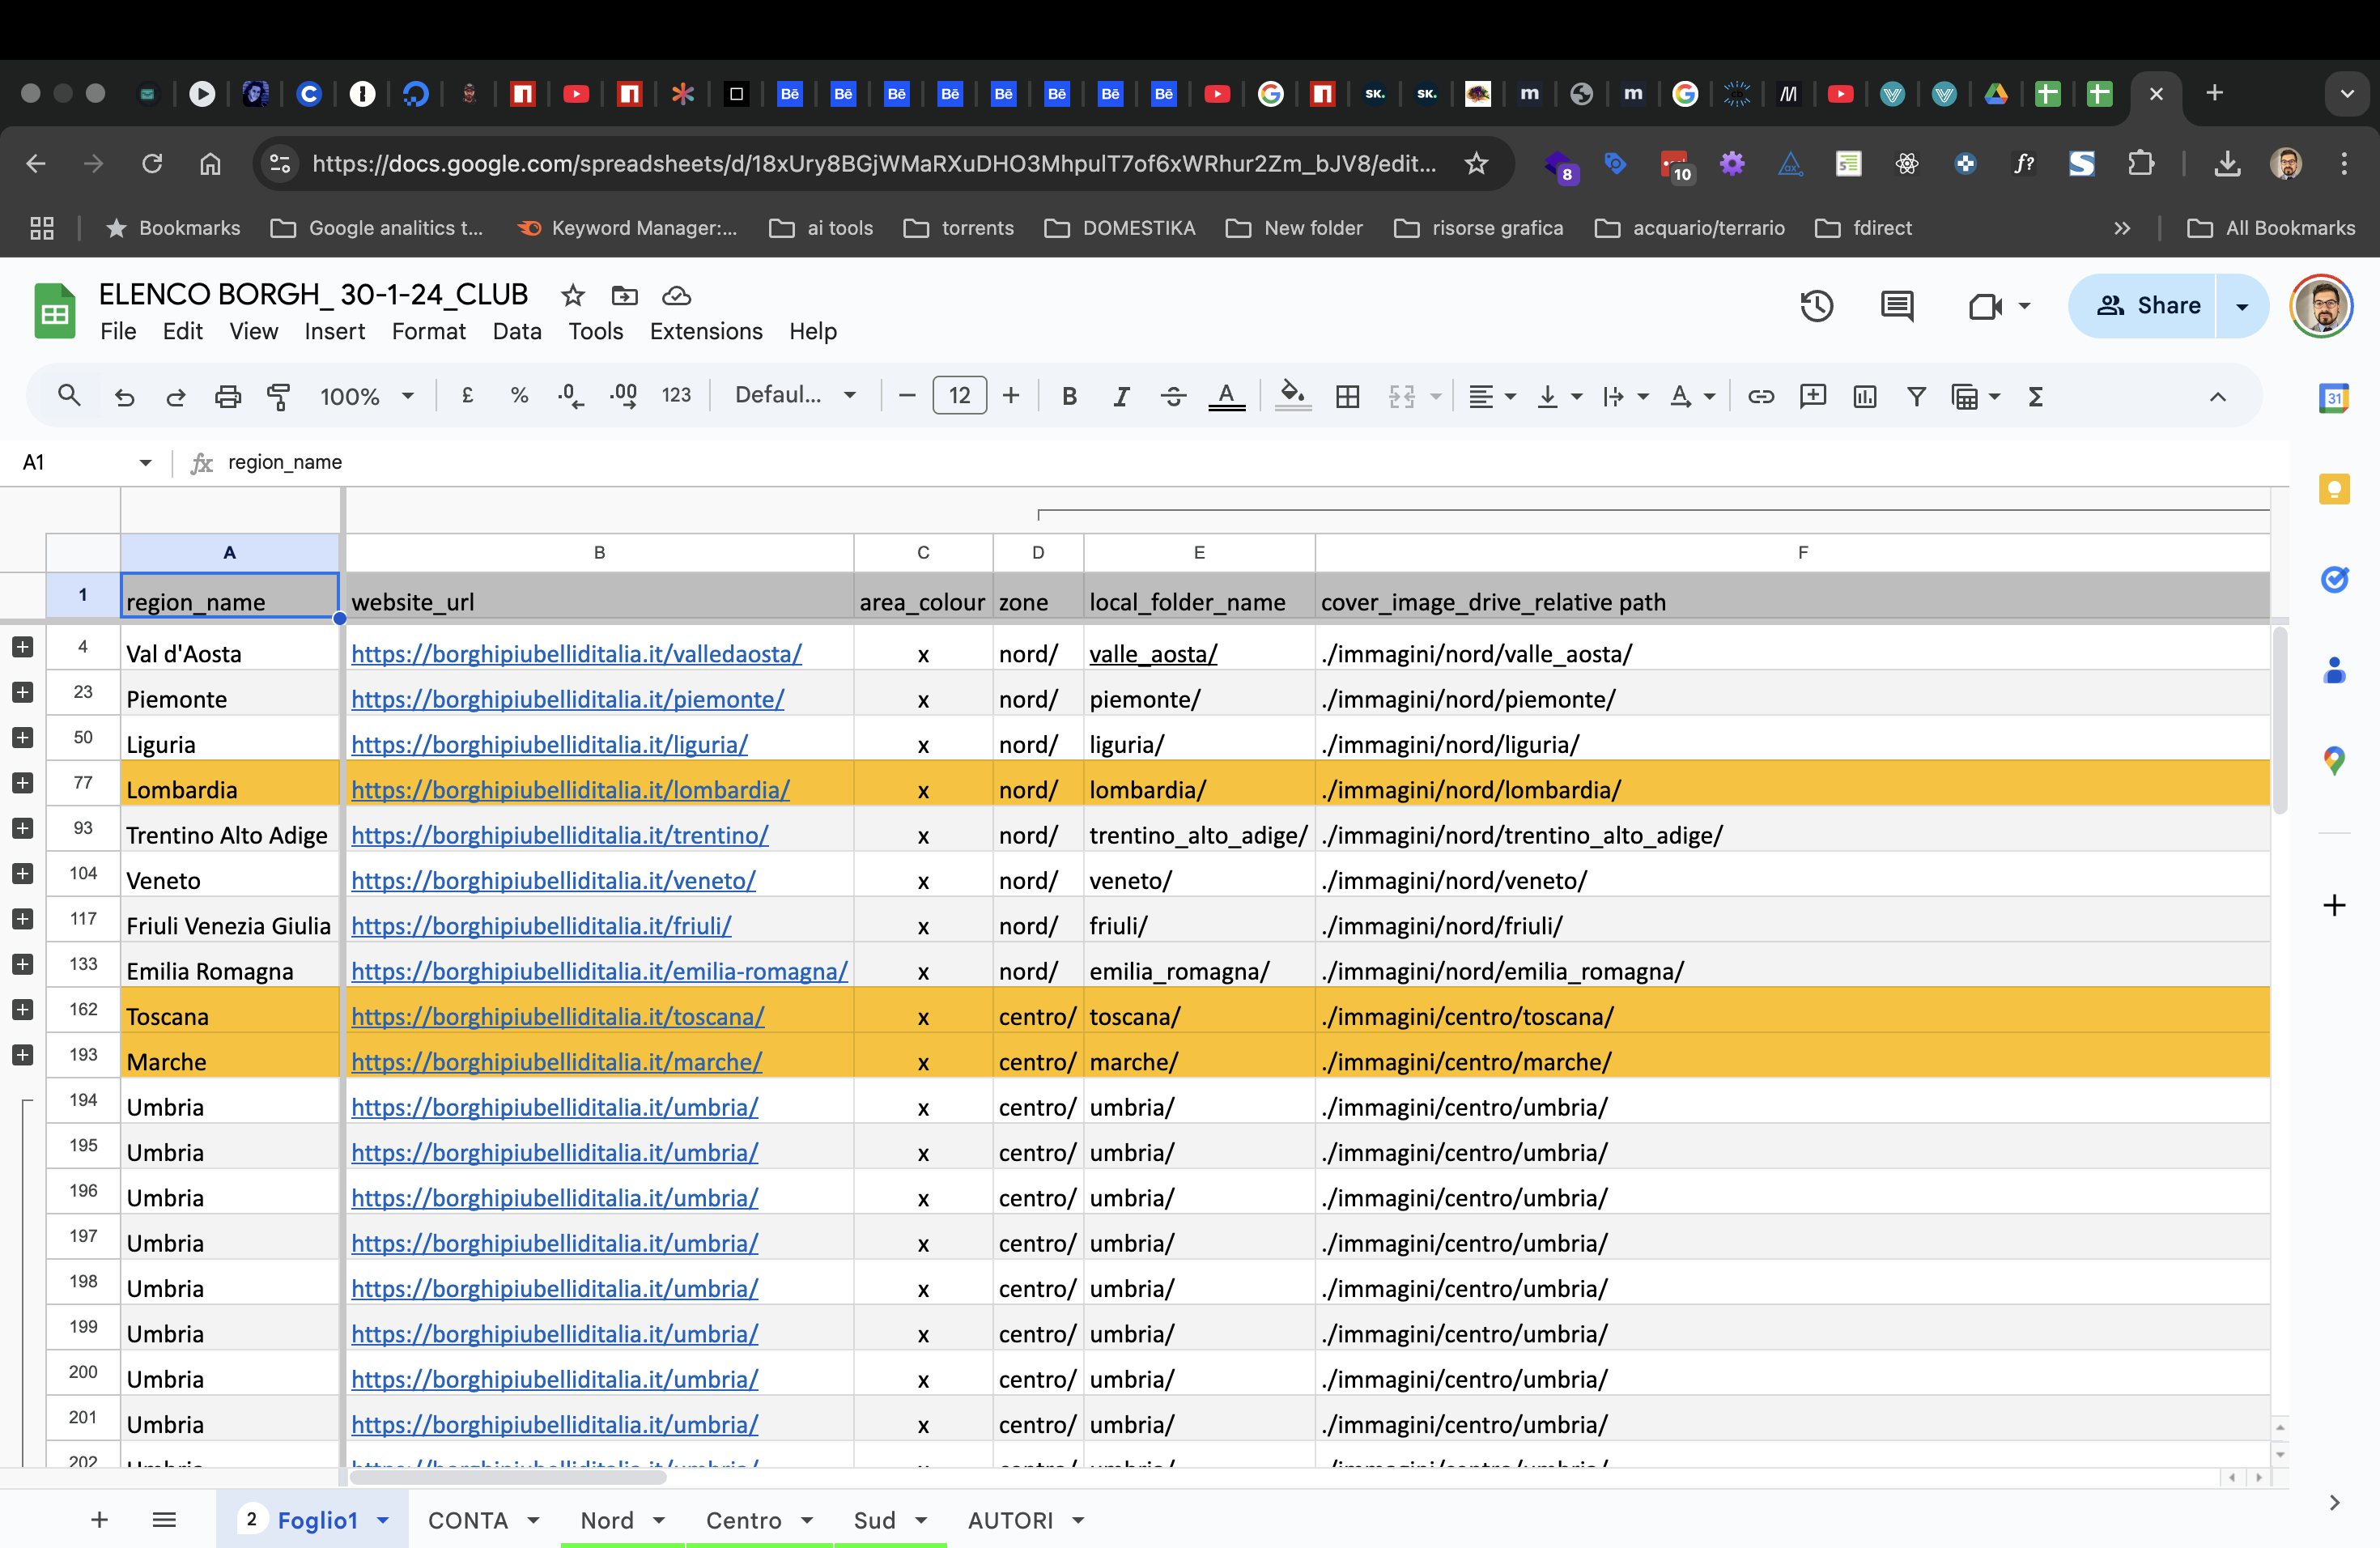 https://docs.google.com/spreadsheets/d/18xUry8BGjWMaRXuDHO3MhpulT7of6xWRhur2Zm_bJV8/edit...
8
10
Bookmarks
Google analitics t...
Keyword Manager:...
ai tools
torrents
DOMESTIKA
New folder
risorse grafica
acquario/terrario
fdirect
All Bookmarks
ELENCO BORGH_ 30-1-24_CLUB
File Edit View Insert Format Data Tools Extensions Help
Share
100% £ % .0 .00 123 Defaul... 12 B I A
31
A1 fx region_name
A B C D E F
1 region_name website_url area_colour zone local_folder_name cover_image_drive_relative path
4 Val d'Aosta https://borghipiubelliditalia.it/valledaosta/ x nord/ valle_aosta/ ./immagini/nord/valle_aosta/
23 Piemonte https://borghipiubelliditalia.it/piemonte/ x nord/ piemonte/ ./immagini/nord/piemonte/
50 Liguria https://borghipiubelliditalia.it/liguria/ x nord/ liguria/ ./immagini/nord/liguria/
77 Lombardia https://borghipiubelliditalia.it/lombardia/ x nord/ lombardia/ ./immagini/nord/lombardia/
93 Trentino Alto Adige https://borghipiubelliditalia.it/trentino/ x nord/ trentino_alto_adige/ ./immagini/nord/trentino_alto_adige/
104 Veneto https://borghipiubelliditalia.it/veneto/ x nord/ veneto/ ./immagini/nord/veneto/
117 Friuli Venezia Giulia https://borghipiubelliditalia.it/friuli/ x nord/ friuli/ ./immagini/nord/friuli/
133 Emilia Romagna https://borghipiubelliditalia.it/emilia-romagna/ x nord/ emilia_romagna/ ./immagini/nord/emilia_romagna/
162 Toscana https://borghipiubelliditalia.it/toscana/ x centro/ toscana/ ./immagini/centro/toscana/
193 Marche https://borghipiubelliditalia.it/marche/ x centro/ marche/ ./immagini/centro/marche/
194 Umbria https://borghipiubelliditalia.it/umbria/ x centro/ umbria/ ./immagini/centro/umbria/
195 Umbria https://borghipiubelliditalia.it/umbria/ x centro/ umbria/ ./immagini/centro/umbria/
196 Umbria https://borghipiubelliditalia.it/umbria/ x centro/ umbria/ ./immagini/centro/umbria/
197 Umbria https://borghipiubelliditalia.it/umbria/ x centro/ umbria/ ./immagini/centro/umbria/
198 Umbria https://borghipiubelliditalia.it/umbria/ x centro/ umbria/ ./immagini/centro/umbria/
199 Umbria https://borghipiubelliditalia.it/umbria/ x centro/ umbria/ ./immagini/centro/umbria/
200 Umbria https://borghipiubelliditalia.it/umbria/ x centro/ umbria/ ./immagini/centro/umbria/
201 Umbria https://borghipiubelliditalia.it/umbria/ x centro/ umbria/ ./immagini/centro/umbria/
202
2 Foglio1 CONTA Nord Centro Sud AUTORI